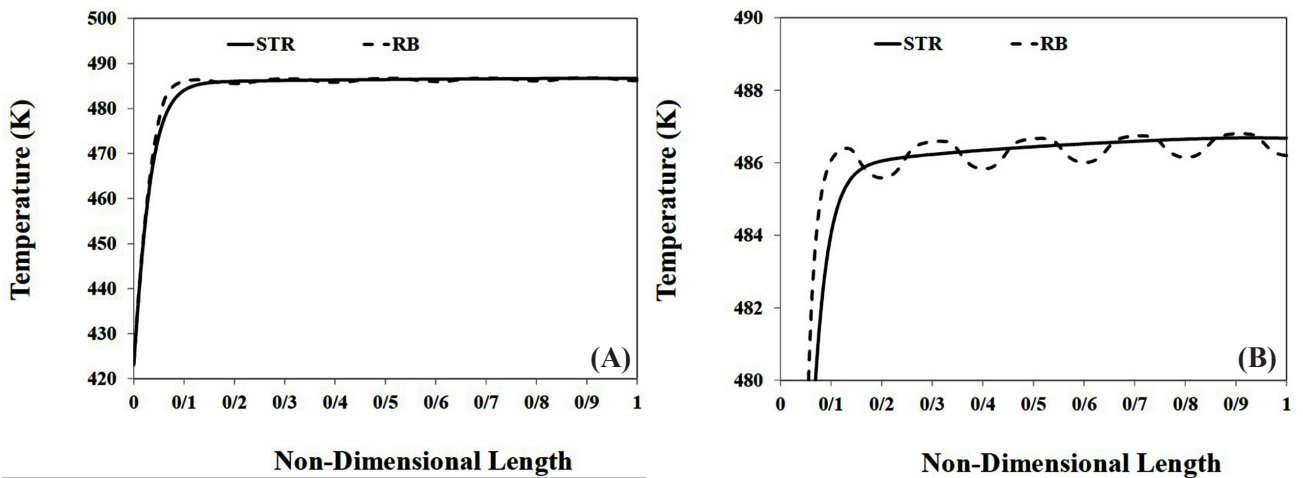 500
490
480
470
460
450
440
430
420
Temperature (K)
STR
RB
(A)
0 0/1 0/2 0/3 0/4 0/5 0/6 0/7 0/8 0/9 1
Non-Dimensional Length
490
488
486
484
482
480
Temperature (K)
STR
RB
(B)
0 0/1 0/2 0/3 0/4 0/5 0/6 0/7 0/8 0/9 1
Non-Dimensional Length